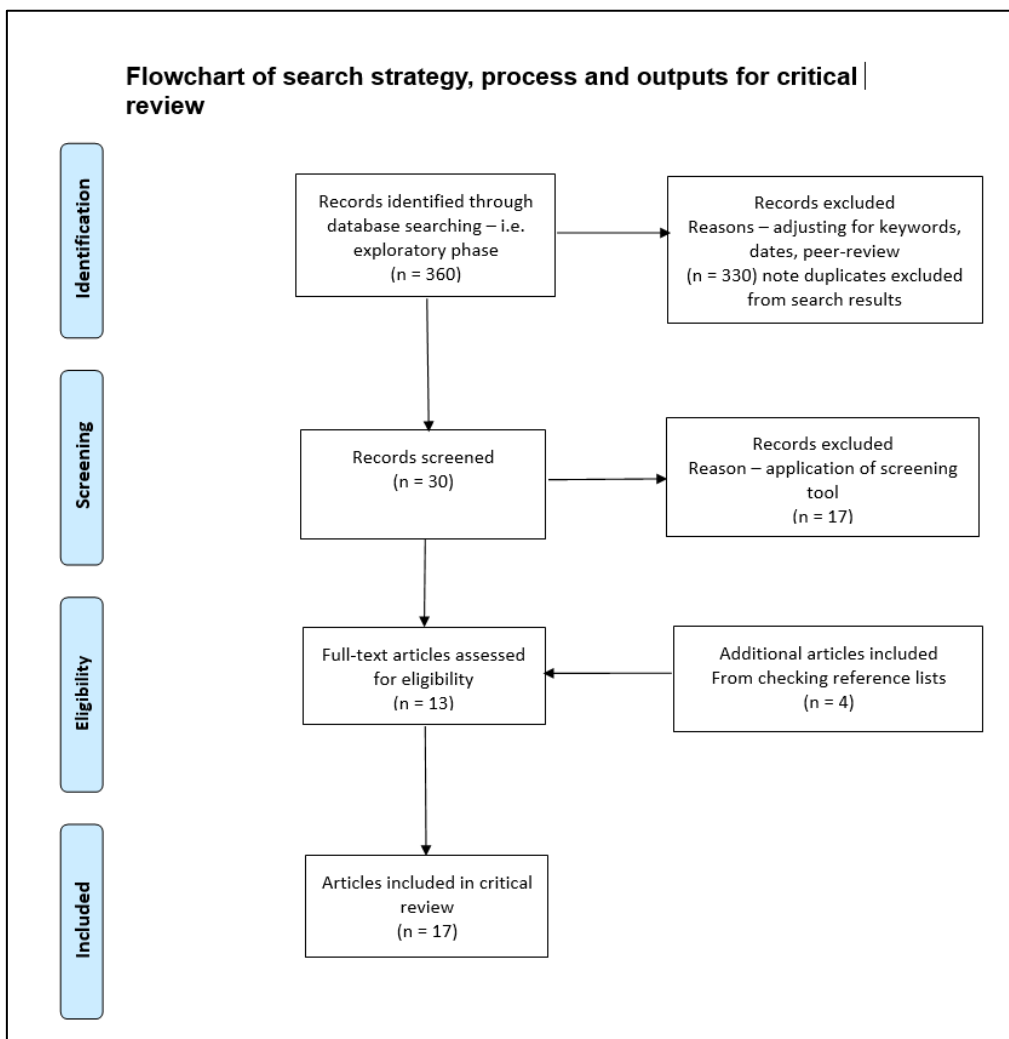 Flowchart of search strategy, process and outputs for critical
review
Identification
Records identified through
database searching – i.e.
exploratory phase
(n = 360)
Records excluded
Reasons – adjusting for keywords,
dates, peer-review
(n = 330) note duplicates excluded
from search results
Screening
Records screened
(n = 30)
Records excluded
Reason – application of screening
tool
(n = 17)
Eligibility
Full-text articles assessed
for eligibility
(n = 13)
Additional articles included
From checking reference lists
(n = 4)
Included
Articles included in critical
review
(n = 17)